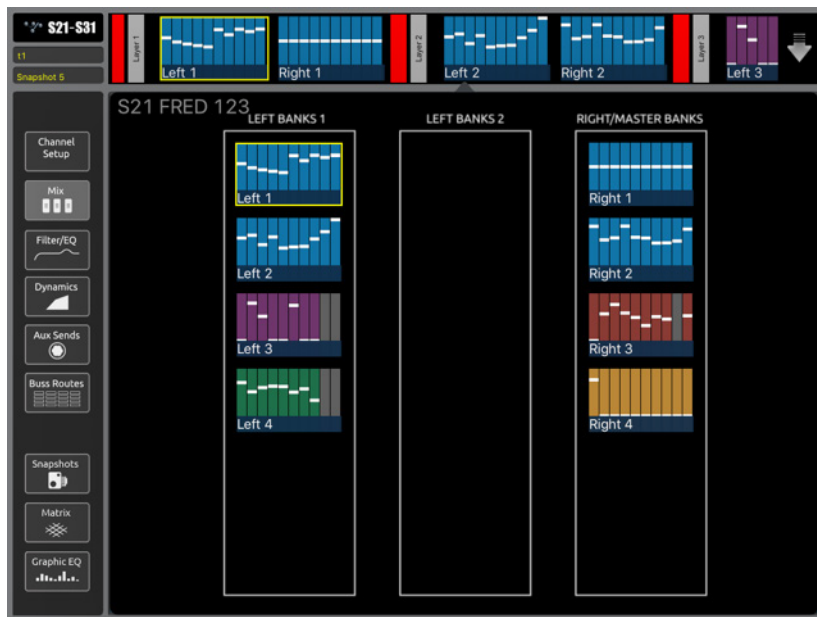 S21-S31
t1
Snapshot 5
Layer 1
Left 1
Right 1
Layer 2
Left 2
Right 2
Layer 3
Left 3
S21 FRED 123
LEFT BANKS 1
LEFT BANKS 2
RIGHT/MASTER BANKS
Channel
Setup
Mix
Filter/EQ
Dynamics
Aux Sends
Buss Routes
Snapshots
Matrix
Graphic EQ
Left 1
Left 2
Left 3
Left 4
Right 1
Right 2
Right 3
Right 4